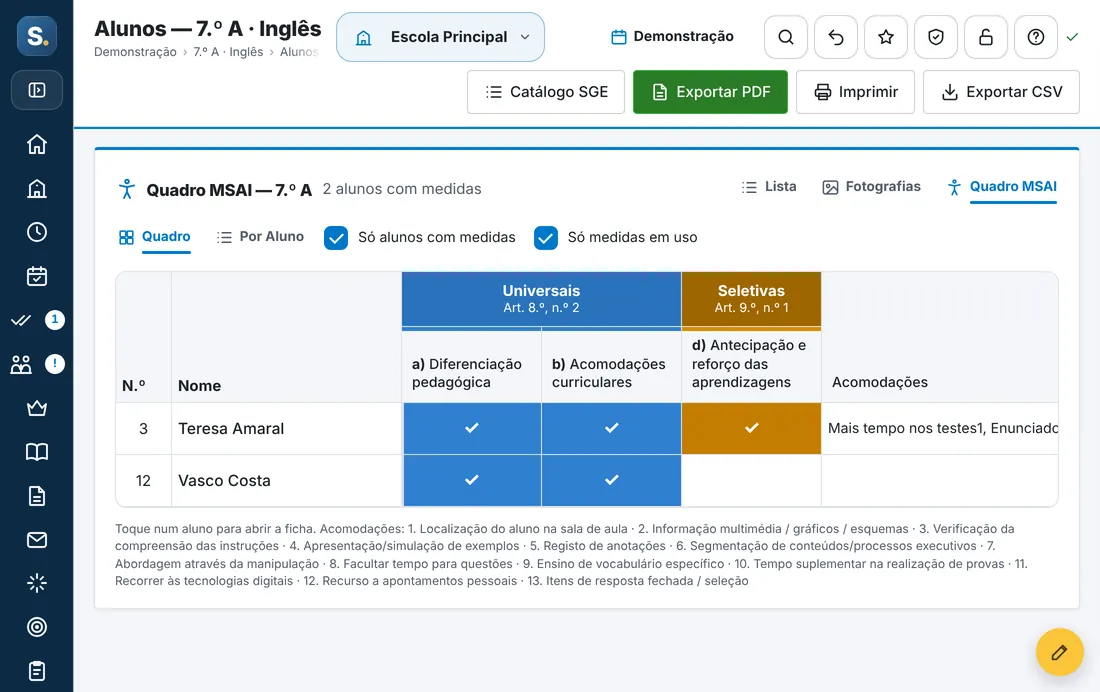 S.
Alunos — 7.º A · Inglês
Demonstração › 7.º A · Inglês › Alunos
Escola Principal
Demonstração
Catálogo SGE
Exportar PDF
Imprimir
Exportar CSV
1
!
Quadro MSAI — 7.º A
2 alunos com medidas
Lista
Fotografias
Quadro MSAI
Quadro
Por Aluno
Só alunos com medidas
Só medidas em uso
Universais
Art. 8.º, n.º 2
Seletivas
Art. 9.º, n.º 1
N.º
Nome
a) Diferenciação
pedagógica
b) Acomodações
curriculares
d) Antecipação e
reforço das
aprendizagens
Acomodações
3
Teresa Amaral
Mais tempo nos testes1, Enunciado
12
Vasco Costa
Toque num aluno para abrir a ficha. Acomodações: 1. Localização do aluno na sala de aula · 2. Informação multimédia / gráficos / esquemas · 3. Verificação da
compreensão das instruções · 4. Apresentação/simulação de exemplos · 5. Registo de anotações · 6. Segmentação de conteúdos/processos executivos · 7.
Abordagem através da manipulação · 8. Facultar tempo para questões · 9. Ensino de vocabulário específico · 10. Tempo suplementar na realização de provas · 11.
Recorrer às tecnologias digitais · 12. Recurso a apontamentos pessoais · 13. Itens de resposta fechada / seleção